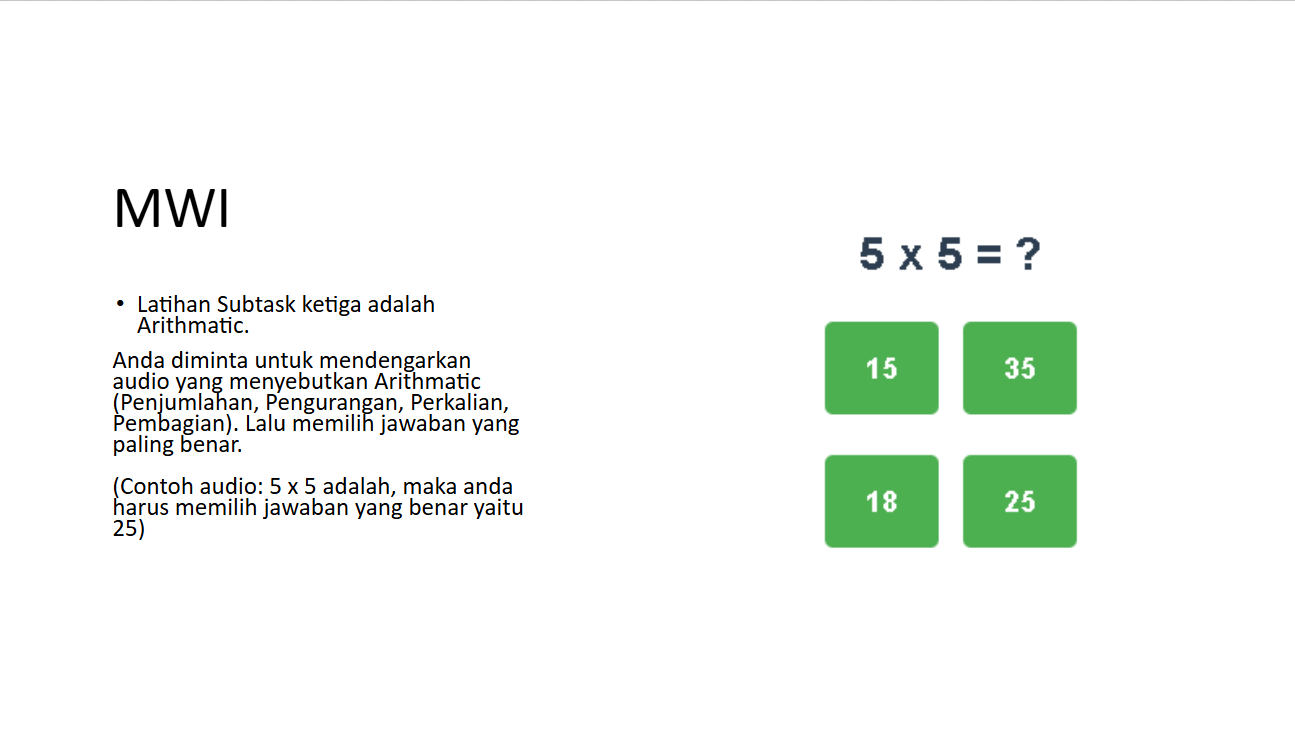 MWI
• Latihan Subtask ketiga adalah
Arithmatic.
Anda diminta untuk mendengarkan
audio yang menyebutkan Arithmatic
(Penjumlahan, Pengurangan, Perkalian,
Pembagian). Lalu memilih jawaban yang
paling benar.
(Contoh audio: 5 x 5 adalah, maka anda
harus memilih jawaban yang benar yaitu
25)
5 x 5 = ?
15 35
18 25